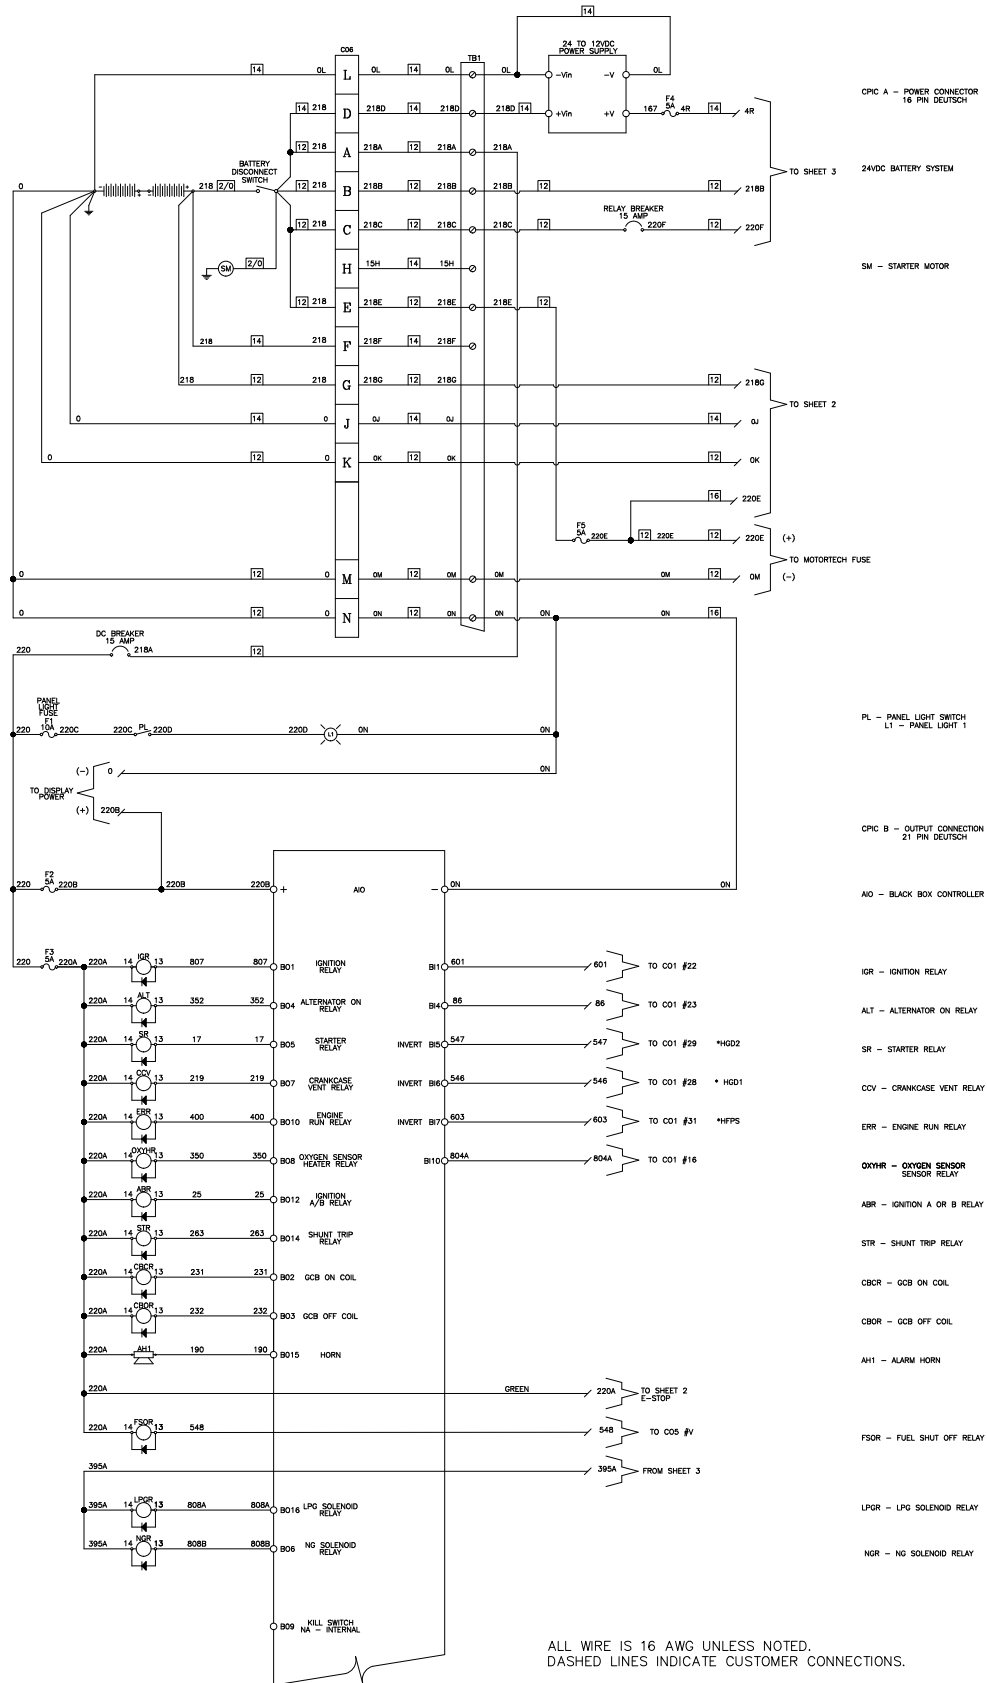 14
24 TO 12VDC
POWER SUPPLY
C06
TB1
14 0L L 0L 14 0L 0L -Vin -V 0L
CPIC A - POWER CONNECTOR
16 PIN DEUTSCH
14 218 D 218D 14 218D 218D 14 +Vin +V 167 F4 5A 4R 14 4R
12 218 A 218A 12 218A 218A
TO SHEET 3
24VDC BATTERY SYSTEM
BATTERY
DISCONNECT
SWITCH
0 218 2/0 12 218 B 218B 12 218B 218B 12 12 218B
RELAY BREAKER
15 AMP
12 218 C 218C 12 218C 218C 12 220F 12 220F
SM 2/0 H 15H 14 15H
SM - STARTER MOTOR
12 218 E 218E 12 218E 218E 12
218 14 218 F 218F 14 218F
218 12 218 G 218G 12 218G 12 218G
TO SHEET 2
0 14 0 J 0J 14 0J 14 0J
0 12 0 K 0K 12 0K 12 0K
16 220E
F5
5A 220E 12 220E 12 220E (+)
TO MOTORTECH FUSE
0 12 0 M 0M 12 0M 0M 0M 12 0M (-)
0 12 0 N 0N 12 0N 0N 0N 0N 16
DC BREAKER
15 AMP
220 218A 12
PANEL
LIGHT
FUSE
F1
10A
220 220C 220C PL 220D 220D L1 0N 0N
PL - PANEL LIGHT SWITCH
L1 - PANEL LIGHT 1
(-) 0 0N
TO DISPLAY
POWER
(+) 220B
CPIC B - OUTPUT CONNECTION
21 PIN DEUTSCH
F2
5A
220 220B 220B 220B + AIO - 0N 0N
AIO - BLACK BOX CONTROLLER
F3
5A
220 220A 220A 14 IGR 13 807 807 BO1 IGNITION
RELAY
BI1 601 601 TO CO1 #22
IGR - IGNITION RELAY
220A 14 ALT 13 352 352 BO4 ALTERNATOR ON
RELAY
BI4 86 86 TO CO1 #23
ALT - ALTERNATOR ON RELAY
220A 14 SR 13 17 17 BO5 STARTER
RELAY
INVERT BI5 547 547 TO CO1 #29 *HGD2
SR - STARTER RELAY
220A 14 CCV 13 219 219 BO7 CRANKCASE
VENT RELAY
INVERT BI6 546 546 TO CO1 #28 * HGD1
CCV - CRANKCASE VENT RELAY
220A 14 ERR 13 400 400 BO10 ENGINE
RUN RELAY
INVERT BI7 603 603 TO CO1 #31 *HFPS
ERR - ENGINE RUN RELAY
220A 14 OXYHR 13 350 350 BO8 OXYGEN SENSOR
HEATER RELAY
BI10 804A 804A TO CO1 #16
OXYHR - OXYGEN SENSOR
SENSOR RELAY
220A 14 ABR 13 25 25 BO12 IGNITION
A/B RELAY
ABR - IGNITION A OR B RELAY
220A 14 STR 13 263 263 BO14 SHUNT TRIP
RELAY
STR - SHUNT TRIP RELAY
220A 14 CBCR 13 231 231 BO2 GCB ON COIL
CBCR - GCB ON COIL
220A 14 CBOR 13 232 232 BO3 GCB OFF COIL
CBOR - GCB OFF COIL
220A AH1 190 190 BO15 HORN
AH1 - ALARM HORN
220A GREEN 220A TO SHEET 2
E-STOP
220A 14 FSOR 13 548 548 TO CO5 #V
FSOR - FUEL SHUT OFF RELAY
395A 395A FROM SHEET 3
395A 14 LPGR 13 808A 808A BO16 LPG SOLENOID
RELAY
LPGR - LPG SOLENOID RELAY
395A 14 NGR 13 808B 808B BO6 NG SOLENOID
RELAY
NGR - NG SOLENOID RELAY
BO9 KILL SWITCH
NA - INTERNAL
ALL WIRE IS 16 AWG UNLESS NOTED.
DASHED LINES INDICATE CUSTOMER CONNECTIONS.